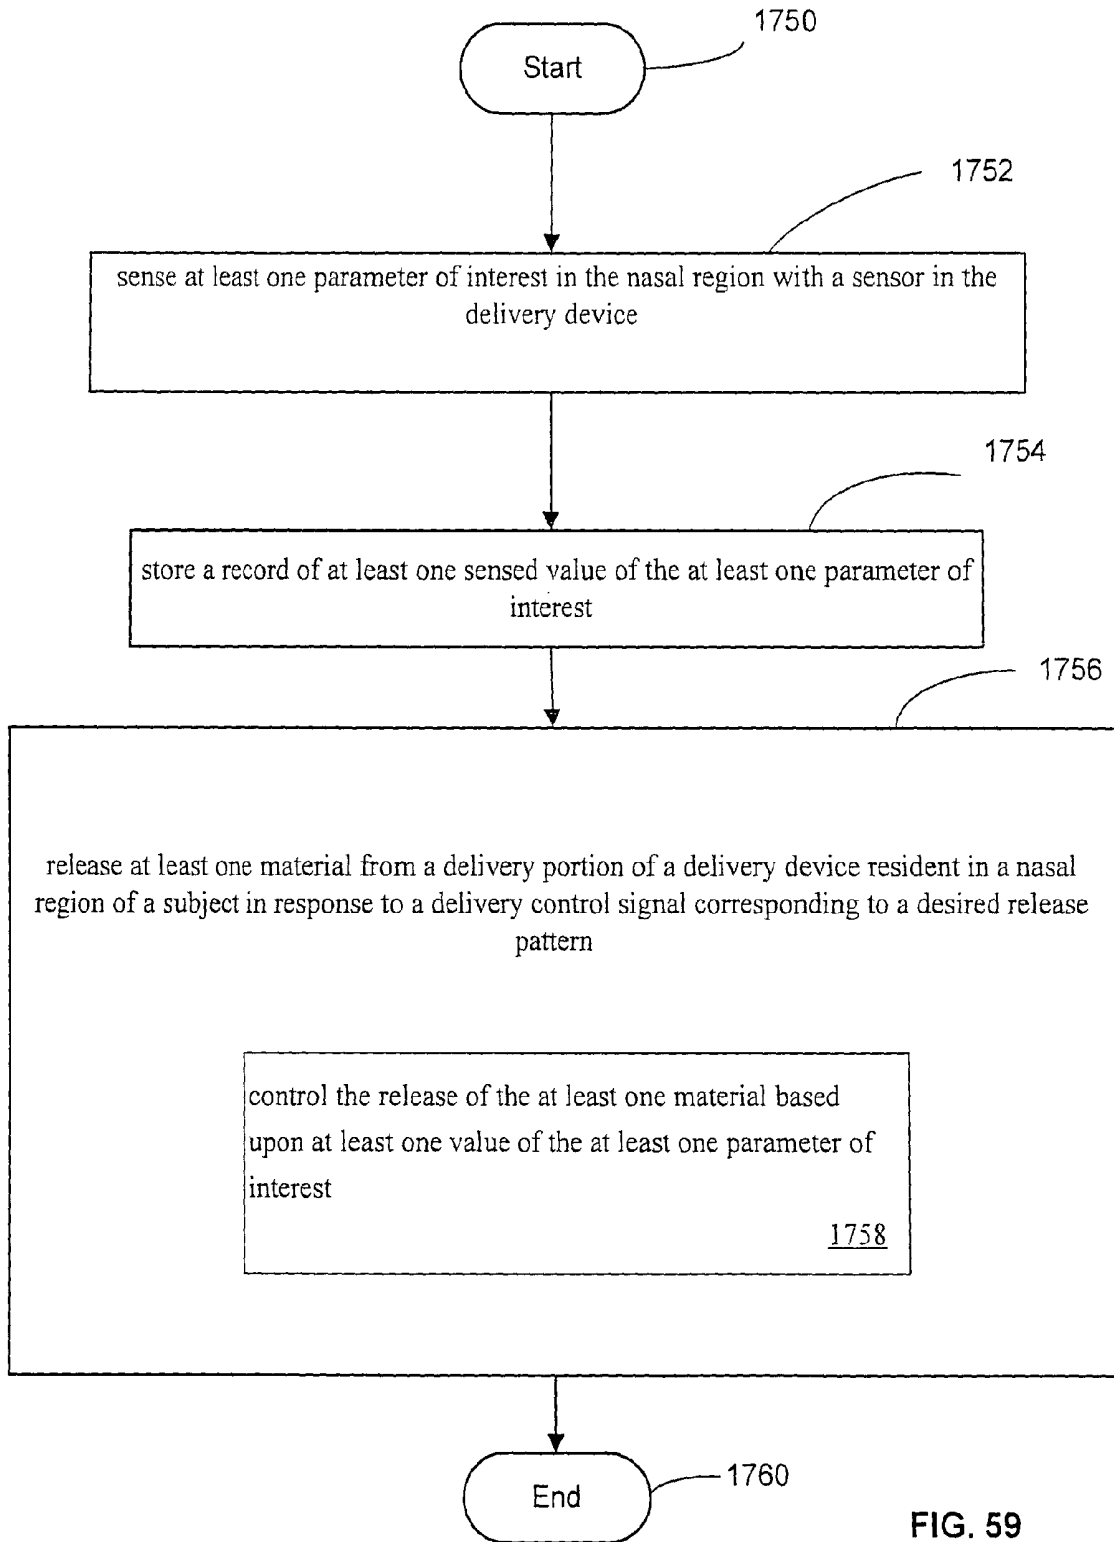 1750
Start
1752
sense at least one parameter of interest in the nasal region with a sensor in the
delivery device
1754
store a record of at least one sensed value of the at least one parameter of
interest
1756
release at least one material from a delivery portion of a delivery device resident in a nasal
region of a subject in response to a delivery control signal corresponding to a desired release
pattern
control the release of the at least one material based
upon at least one value of the at least one parameter of
interest
1758
End
1760
FIG. 59